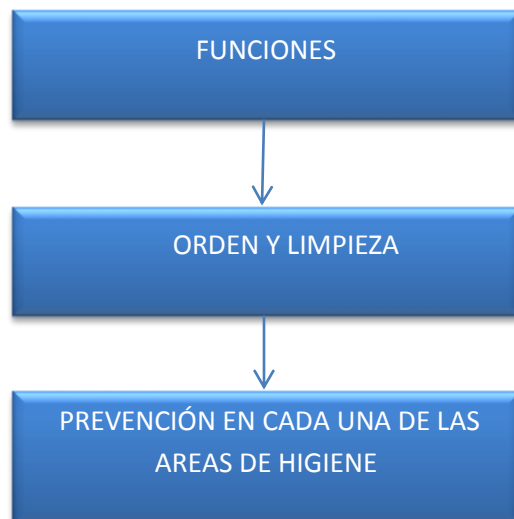 FUNCIONES
ORDEN Y LIMPIEZA
PREVENCIÓN EN CADA UNA DE LAS
AREAS DE HIGIENE